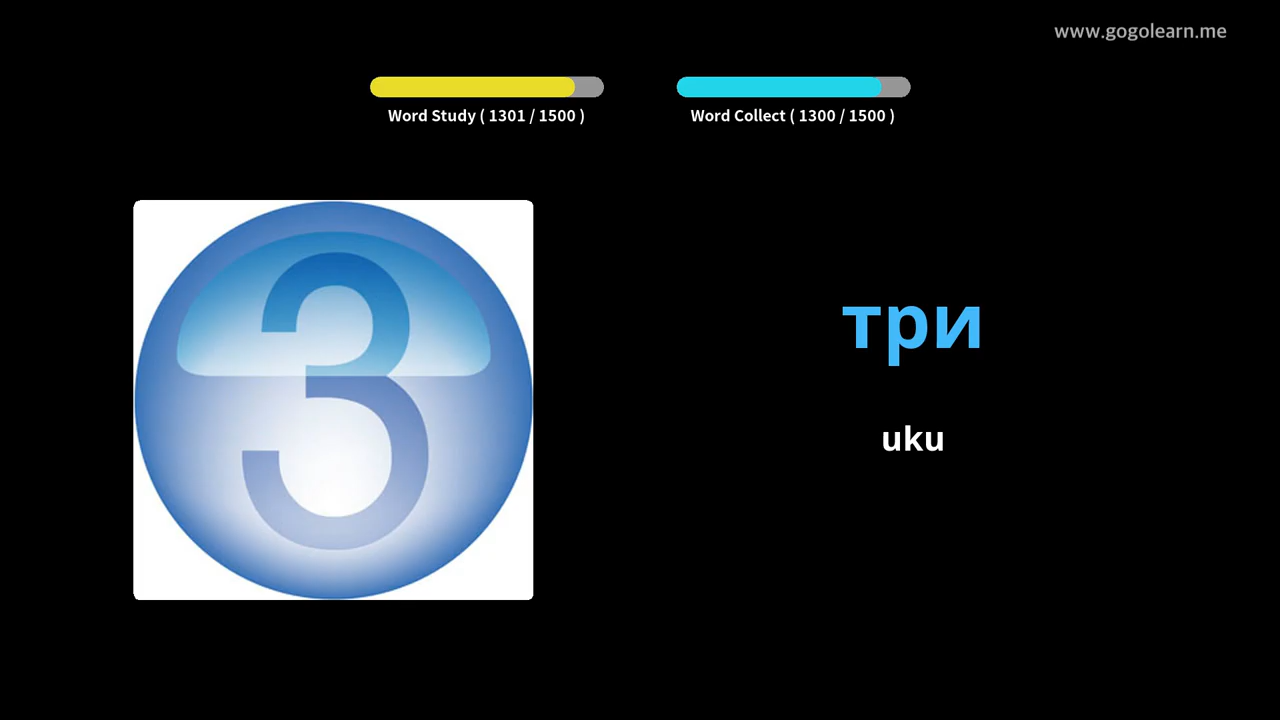 www.gogolearn.me
Word Study ( 1301 / 1500 )
Word Collect ( 1300 / 1500 )
3
три
uku